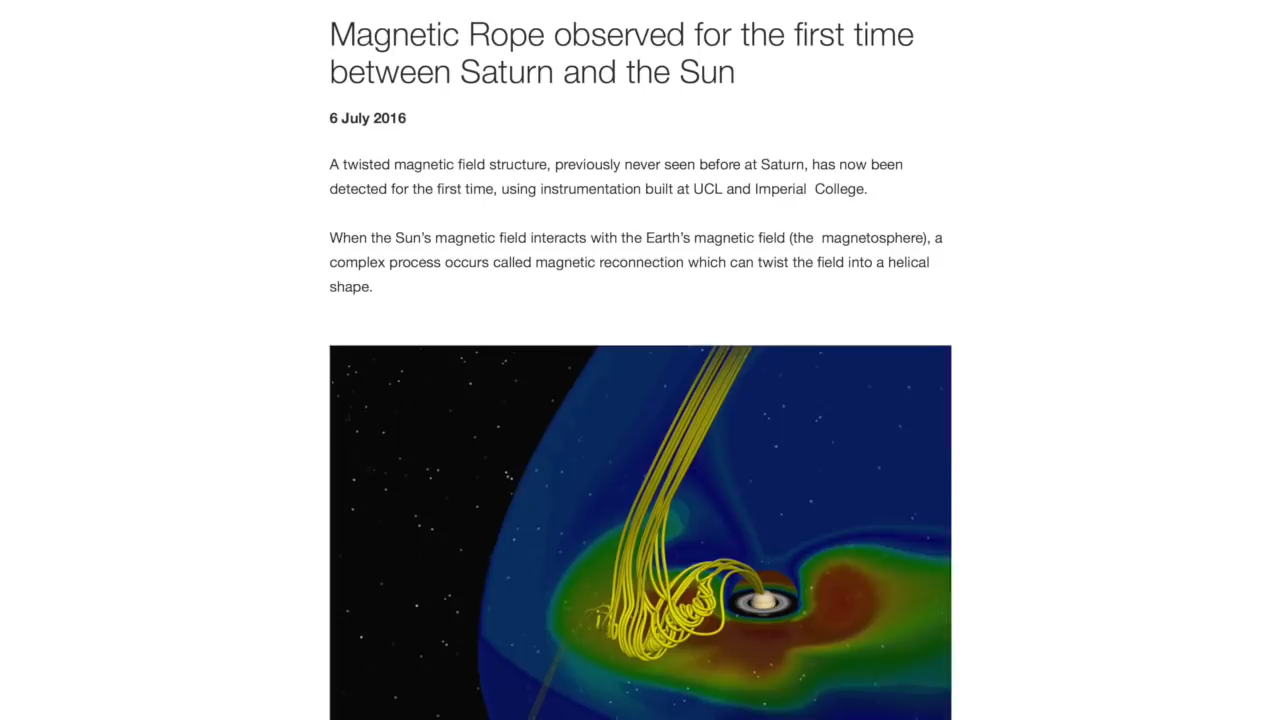 Magnetic Rope observed for the first time
between Saturn and the Sun
6 July 2016
A twisted magnetic field structure, previously never seen before at Saturn, has now been
detected for the first time, using instrumentation built at UCL and Imperial  College.
When the Sun’s magnetic field interacts with the Earth’s magnetic field (the  magnetosphere), a
complex process occurs called magnetic reconnection which can twist the field into a helical
shape.